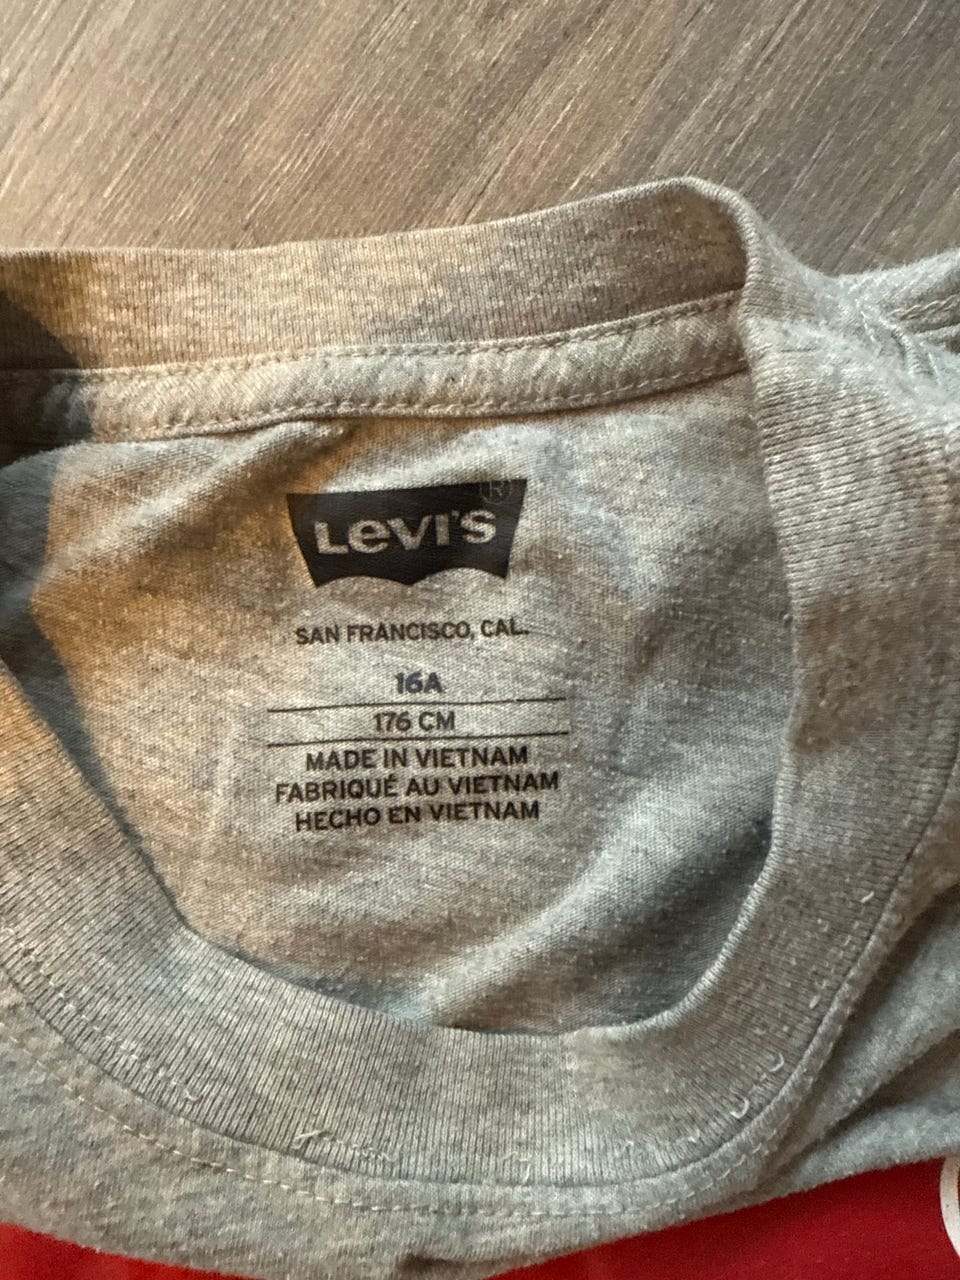 LEVI'S
®
SAN FRANCISCO, CAL.
16A
176 CM
MADE IN VIETNAM
FABRIQUÉ AU VIETNAM
HECHO EN VIETNAM